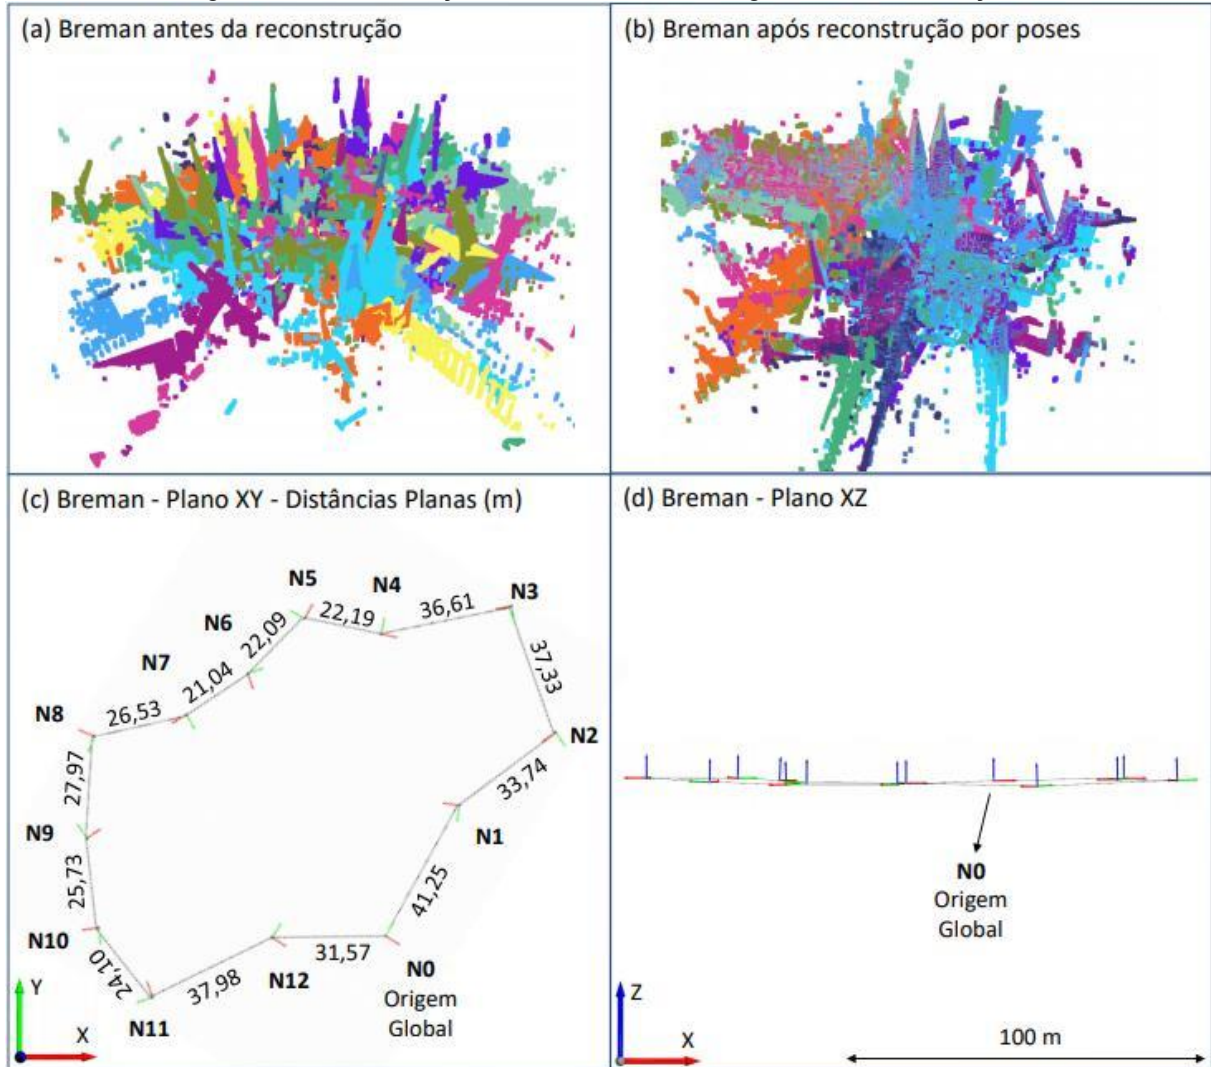 (a) Breman antes da reconstrução
(b) Breman após reconstrução por poses
(c) Breman - Plano XY - Distâncias Planas (m)
N5
N4
N3
22,19
36,61
N6
22,09
37,33
N7
21,04
N8
26,53
N2
27,97
33,74
N9
N1
25,73
41,25
N10
24,10
31,57
N12
N0
Origem
Global
37,98
N11
Y
X
(d) Breman - Plano XZ
N0
Origem
Global
Z
X
100 m